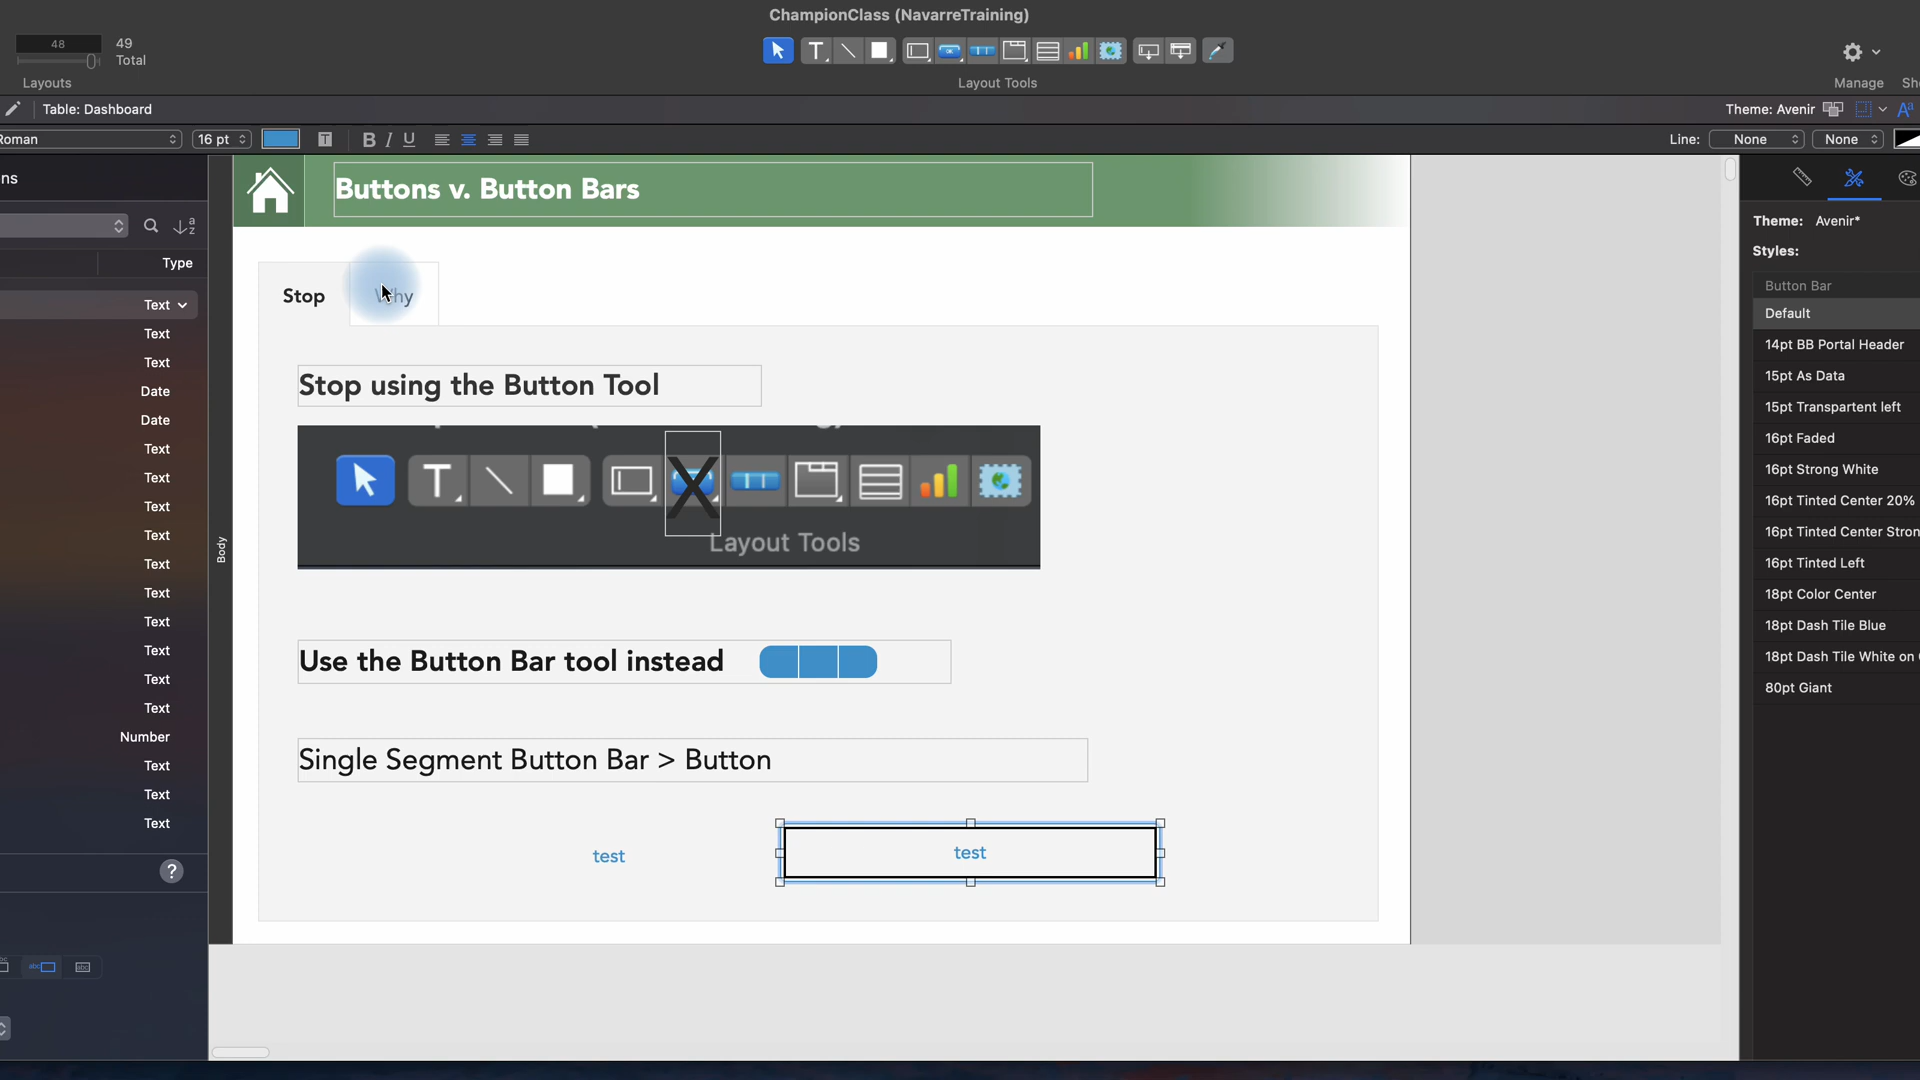 ChampionClass (NavarreTraining)
48
49
Total
Layouts
Layout Tools
Manage
Table: Dashboard
Theme: Avenir
Aa
Roman
16 pt
T
B I U
Line:
None
None
ns
Type
Text
Text
Text
Date
Date
Text
Text
Text
Text
Text
Text
Text
Text
Text
Text
Number
Text
Text
Text
?
Body
Buttons v. Button Bars
Stop
Why
Stop using the Button Tool
T
X
Layout Tools
Use the Button Bar tool instead
Single Segment Button Bar > Button
test
test
Theme: Avenir*
Styles:
Button Bar
Default
14pt BB Portal Header
15pt As Data
15pt Transpartent left
16pt Faded
16pt Strong White
16pt Tinted Center 20%
16pt Tinted Center Stron
16pt Tinted Left
18pt Color Center
18pt Dash Tile Blue
18pt Dash Tile White on
80pt Giant